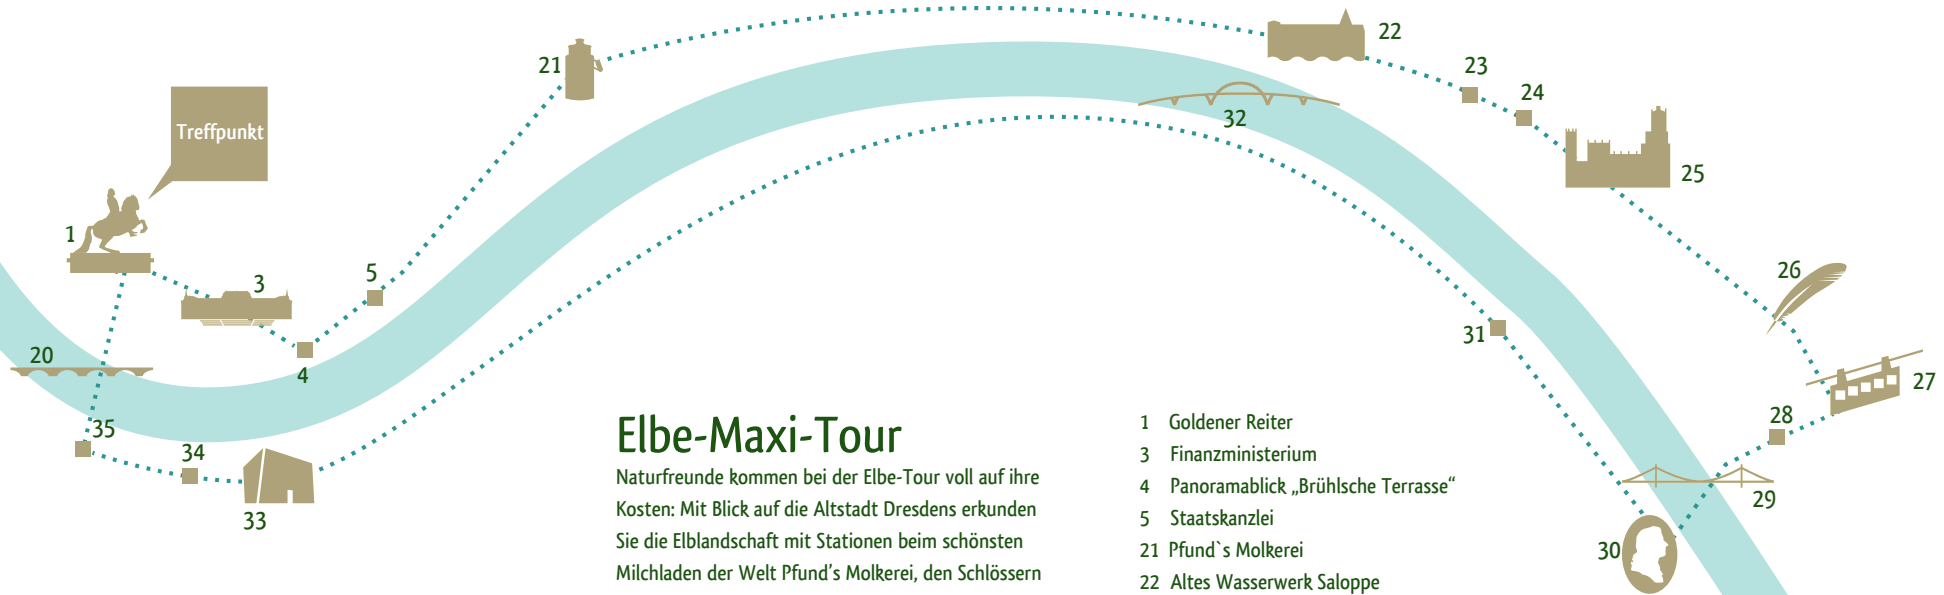 22
21
23
24
Treffpunkt
32
25
1
5
3
26
31
20
4
27
28
35
34
29
33
30
Elbe-Maxi-Tour
Naturfreunde kommen bei der Elbe-Tour voll auf ihre
Kosten: Mit Blick auf die Altstadt Dresdens erkunden
Sie die Elblandschaft mit Stationen beim schönsten
Milchladen der Welt Pfund’s Molkerei, den Schlössern
1 Goldener Reiter
3 Finanzministerium
4 Panoramablick „Brühlsche Terrasse“
5 Staatskanzlei
21 Pfund`s Molkerei
22 Altes Wasserwerk Saloppe